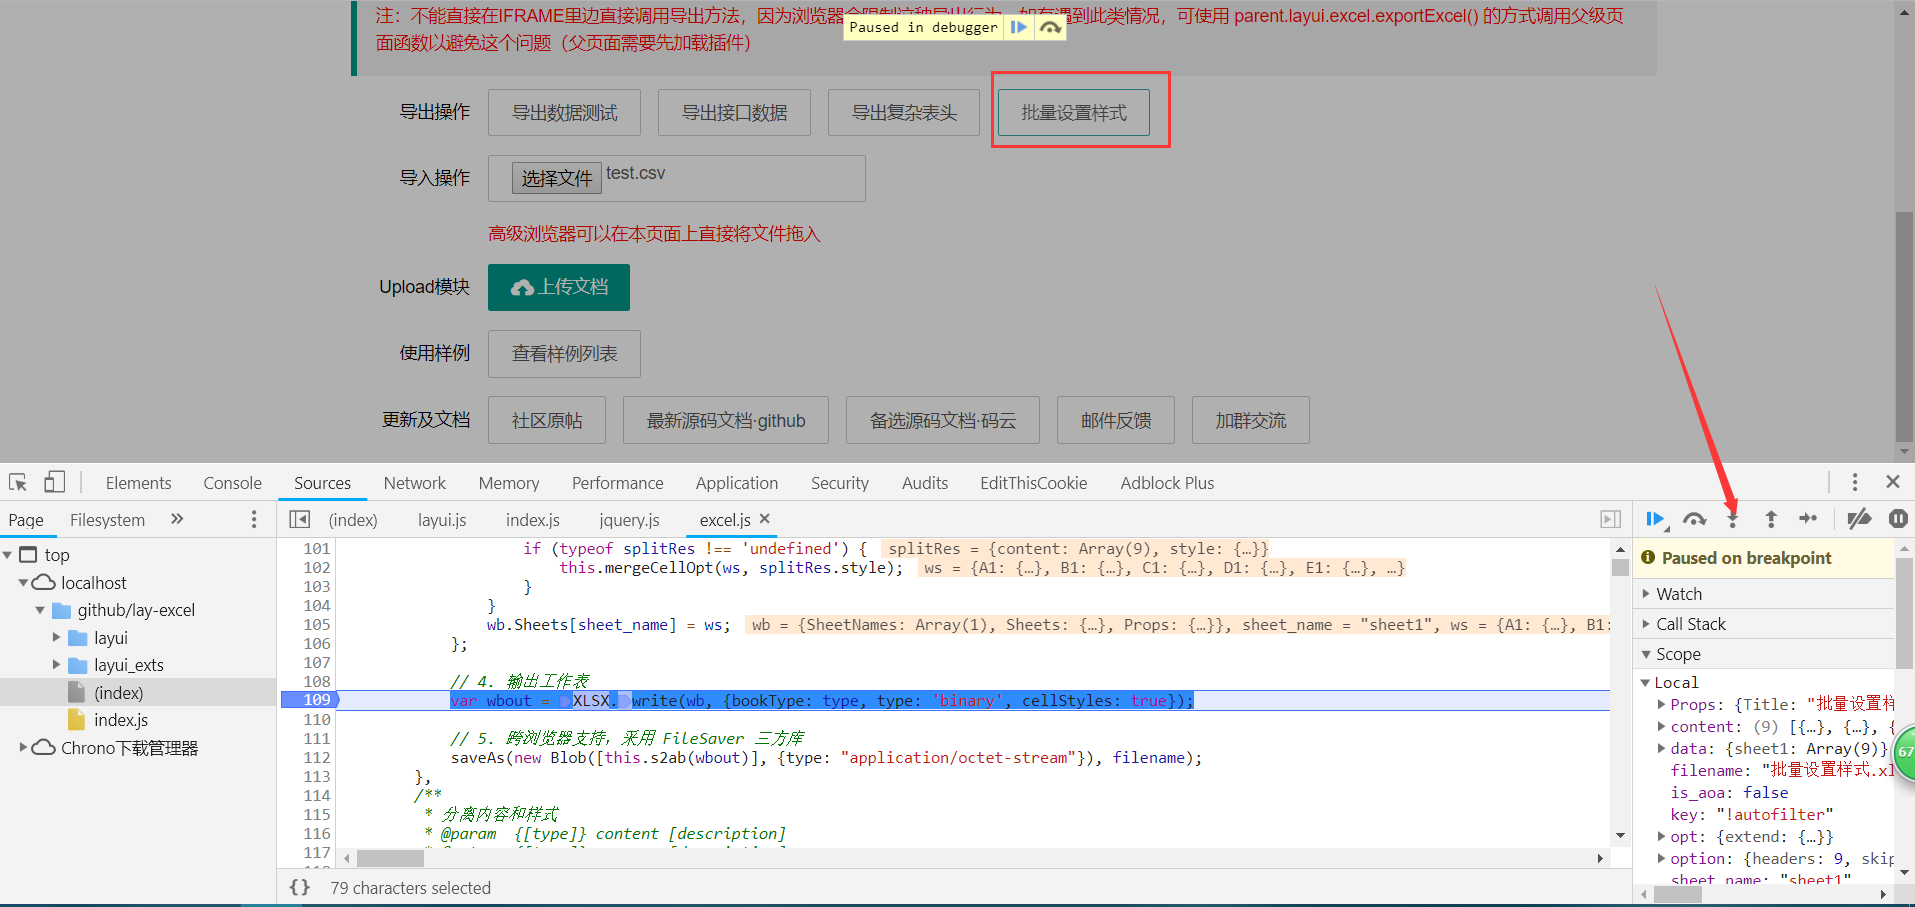 注：不能直接在IFRAME里边直接调用导出方法，因为浏览器会限制这种导出行为，如有遇到此类情况，可使用 parent.layui.excel.exportExcel() 的方式调用父级页
面函数以避免这个问题（父页面需要先加载插件）
Paused in debugger
导出操作
导出数据测试
导出接口数据
导出复杂表头
批量设置样式
导入操作
选择文件 test.csv
高级浏览器可以在本页面上直接将文件拖入
Upload模块
上传文档
使用样例
查看样例列表
更新及文档
社区原帖
最新源码文档·github
备选源码文档·码云
邮件反馈
加群交流
Elements Console Sources Network Memory Performance Application Security Audits EditThisCookie Adblock Plus
Page Filesystem »
(index) layui.js index.js jquery.js excel.js ×
top
localhost
github/lay-excel
layui
layui_exts
(index)
index.js
Chrono下载管理器
101 if (typeof splitRes !== 'undefined') { splitRes = {content: Array(9), style: {…}}
102 this.mergeCellOpt(ws, splitRes.style); ws = {A1: {…}, B1: {…}, C1: {…}, D1: {…}, E1: {…}, …}
103 }
104 }
105 wb.Sheets[sheet_name] = ws; wb = {SheetNames: Array(1), Sheets: {…}, Props: {…}}, sheet_name = "sheet1", ws = {A1: {…}, B1:
106 };
107
108 // 4. 输出工作表
109 var wbout = XLSX.write(wb, {bookType: type, type: 'binary', cellStyles: true});
110
111 // 5. 跨浏览器支持，采用 FileSaver 三方库
112 saveAs(new Blob([this.s2ab(wbout)], {type: "application/octet-stream"}), filename);
113 },
114 /**
115 * 分离内容和样式
116 * @param {[type]} content [description]
117
{} 79 characters selected
Paused on breakpoint
Watch
Call Stack
Scope
Local
Props: {Title: "批量设置样
content: (9) [{…}, {…}, {
data: {sheet1: Array(9)}
filename: "批量设置样式.xl
is_aoa: false
key: "!autofilter"
opt: {extend: {…}}
option: {headers: 9, skip
sheet_name: "sheet1"
67